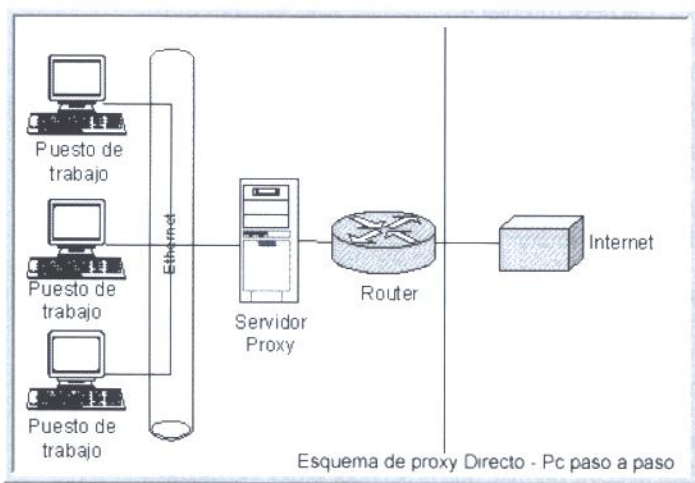 Puesto de
trabajo
Puesto de
trabajo
Puesto de
trabajo
Ethernet
Servidor
Proxy
Router
Internet
Esquema de proxy Directo - Pc paso a paso